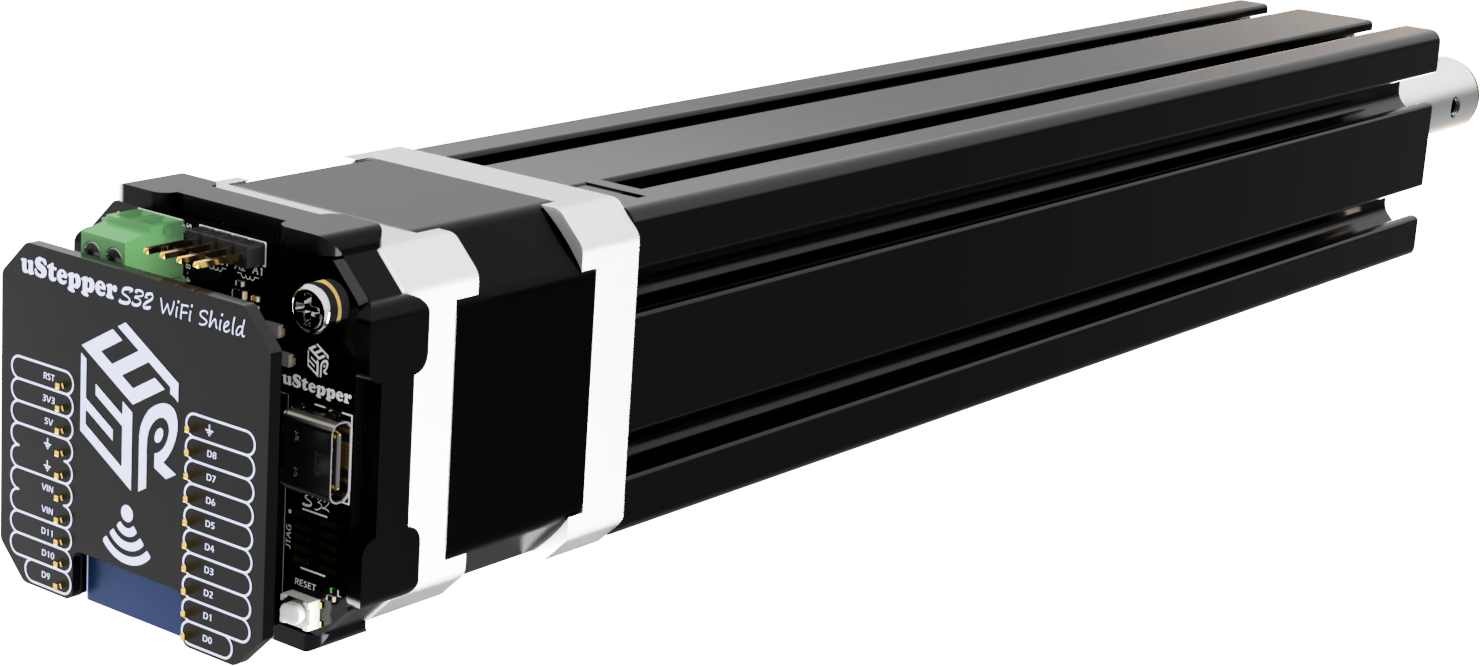 uStepper S32 WiFi Shield
RST
3V3
5V
VIN
VIN
D11
D10
D9
D8
D7
D6
D5
D4
D3
D2
D1
D0
A1
uStepper
S32
JTAG
RESET